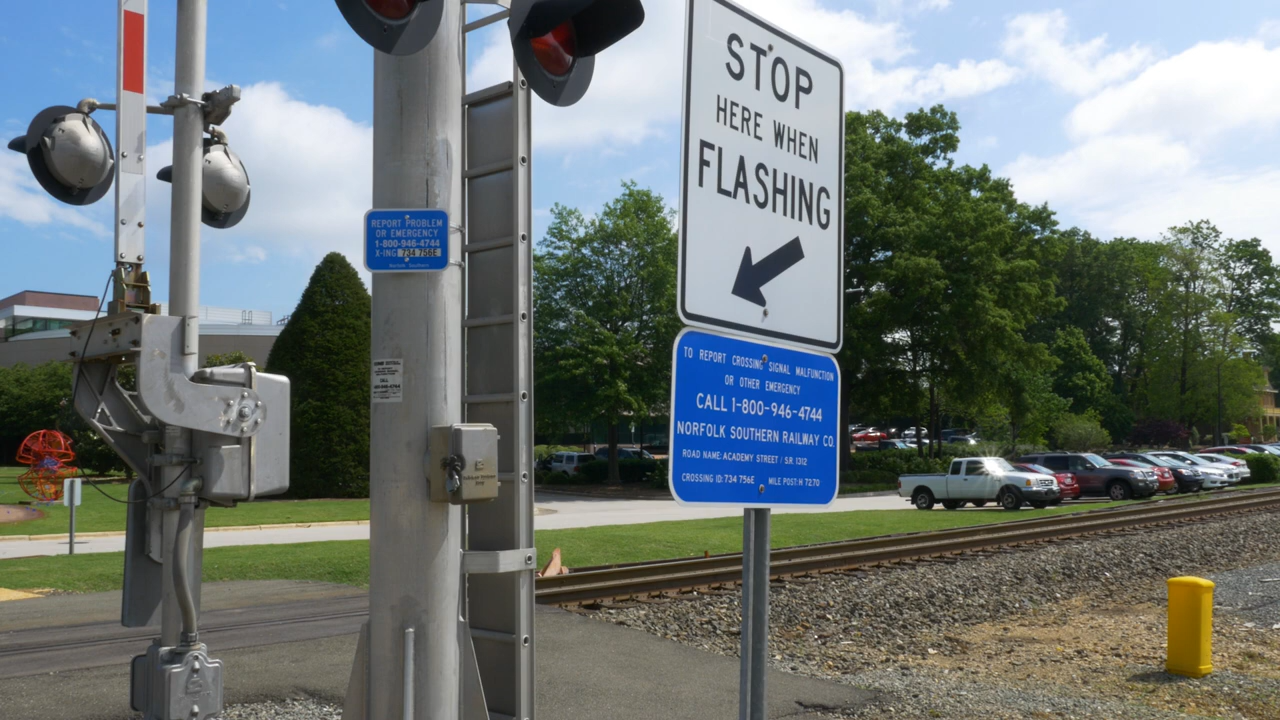 REPORT PROBLEM
OR EMERGENCY
1-800-946-4744
X-ING 734 756E
Norfolk Southern
STOP
HERE WHEN
FLASHING
TO REPORT CROSSING SIGNAL MALFUNCTION
OR OTHER EMERGENCY
CALL 1-800-946-4744
NORFOLK SOUTHERN RAILWAY CO.
ROAD NAME: ACADEMY STREET / S.R. 1312
CROSSING ID: 734 756E MILE POST: H 72.70